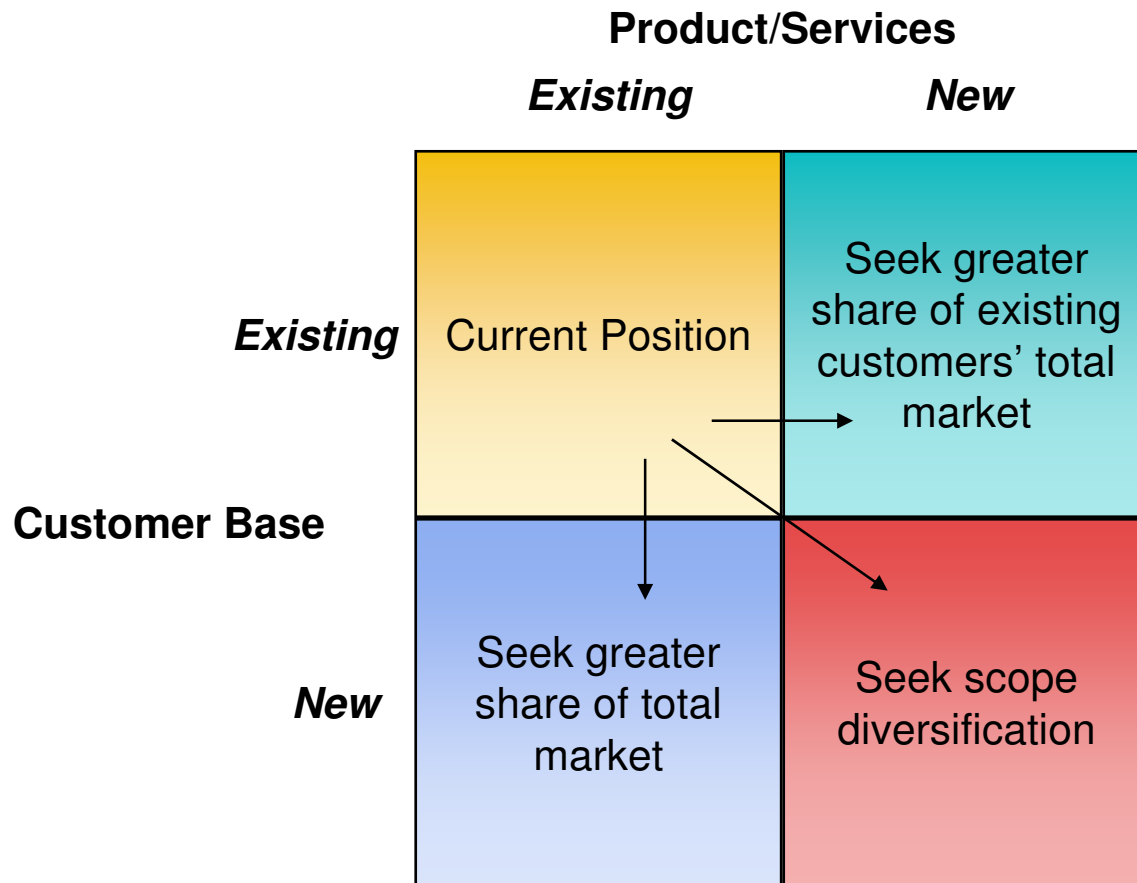 Product/Services
Existing
New
Existing
Current Position
Seek greater
share of existing
customers’ total
market
Customer Base
New
Seek greater
share of total
market
Seek scope
diversification